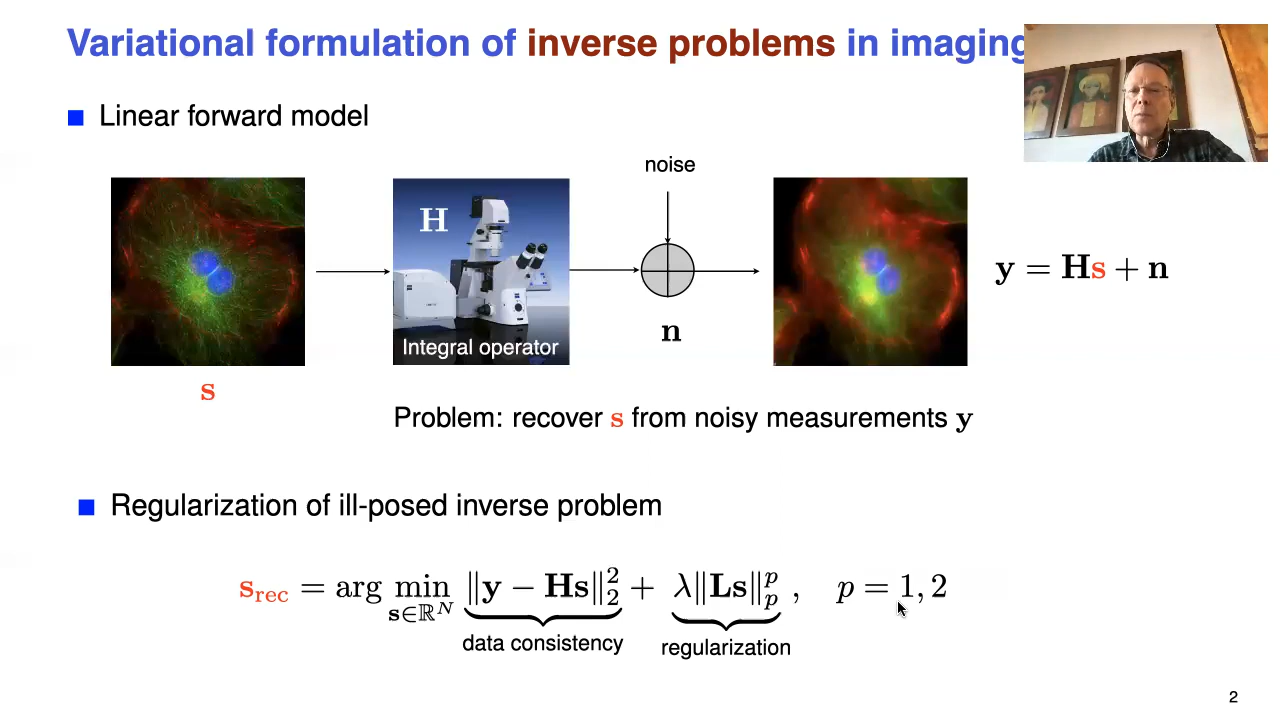 Variational formulation of inverse problems in imaging
Linear forward model
noise
H
Integral operator
n
y = Hs + n
s
Problem: recover s from noisy measurements y
Regularization of ill-posed inverse problem
s_rec = arg min_{s∈ℝ^N} ‖y − Hs‖₂² + λ‖Ls‖_p^p , p = 1, 2
data consistency
regularization
2